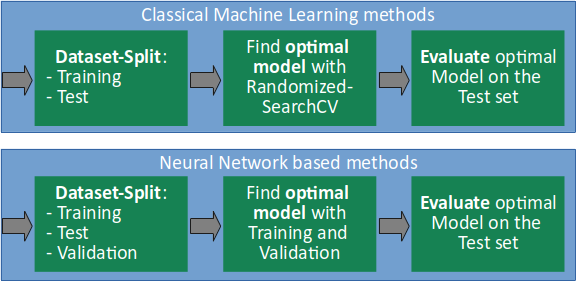 Classical Machine Learning methods
Dataset-Split:
- Training
- Test
Find optimal
model with
Randomized-
SearchCV
Evaluate optimal
Model on the
Test set
Neural Network based methods
Dataset-Split:
- Training
- Test
- Validation
Find optimal
model with
Training and
Validation
Evaluate optimal
Model on the
Test set